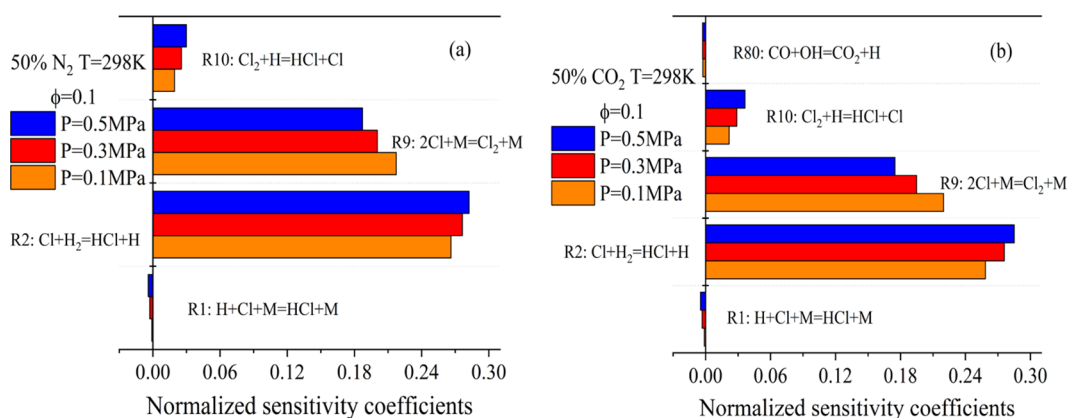 (a)
50% N₂ T=298K
ϕ=0.1
P=0.5MPa
P=0.3MPa
P=0.1MPa
R10: Cl₂+H=HCl+Cl
R9: 2Cl+M=Cl₂+M
R2: Cl+H₂=HCl+H
R1: H+Cl+M=HCl+M
0.00 0.06 0.12 0.18 0.24 0.30
Normalized sensitivity coefficients
(b)
50% CO₂ T=298K
ϕ=0.1
P=0.5MPa
P=0.3MPa
P=0.1MPa
R80: CO+OH=CO₂+H
R10: Cl₂+H=HCl+Cl
R9: 2Cl+M=Cl₂+M
R2: Cl+H₂=HCl+H
R1: H+Cl+M=HCl+M
0.00 0.06 0.12 0.18 0.24 0.30
Normalized sensitivity coefficients